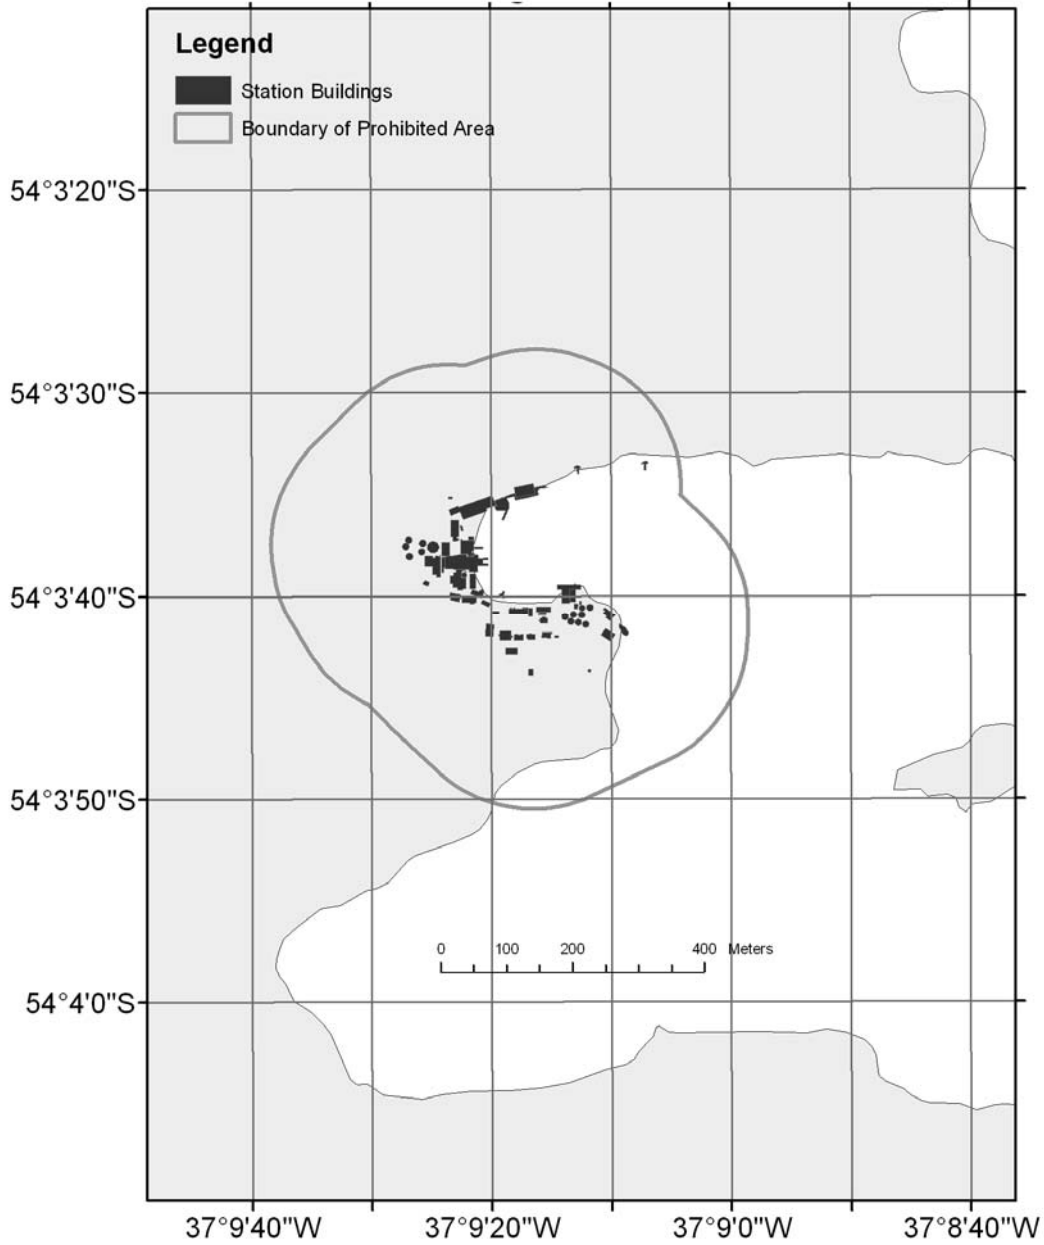 Legend
Station Buildings
Boundary of Prohibited Area
54°3'20"S
54°3'30"S
54°3'40"S
54°3'50"S
0 100 200 400 Meters
54°4'0"S
37°9'40"W 37°9'20"W 37°9'0"W 37°8'40"W